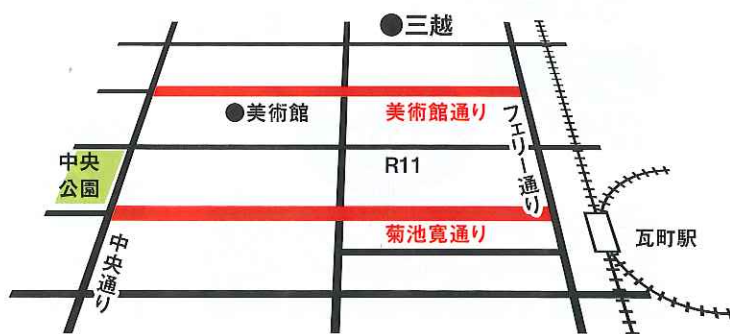 ●三越
●美術館
美術館通り
フェリー通り
中央
公園
R11
菊池寛通り
瓦町駅
中央通り